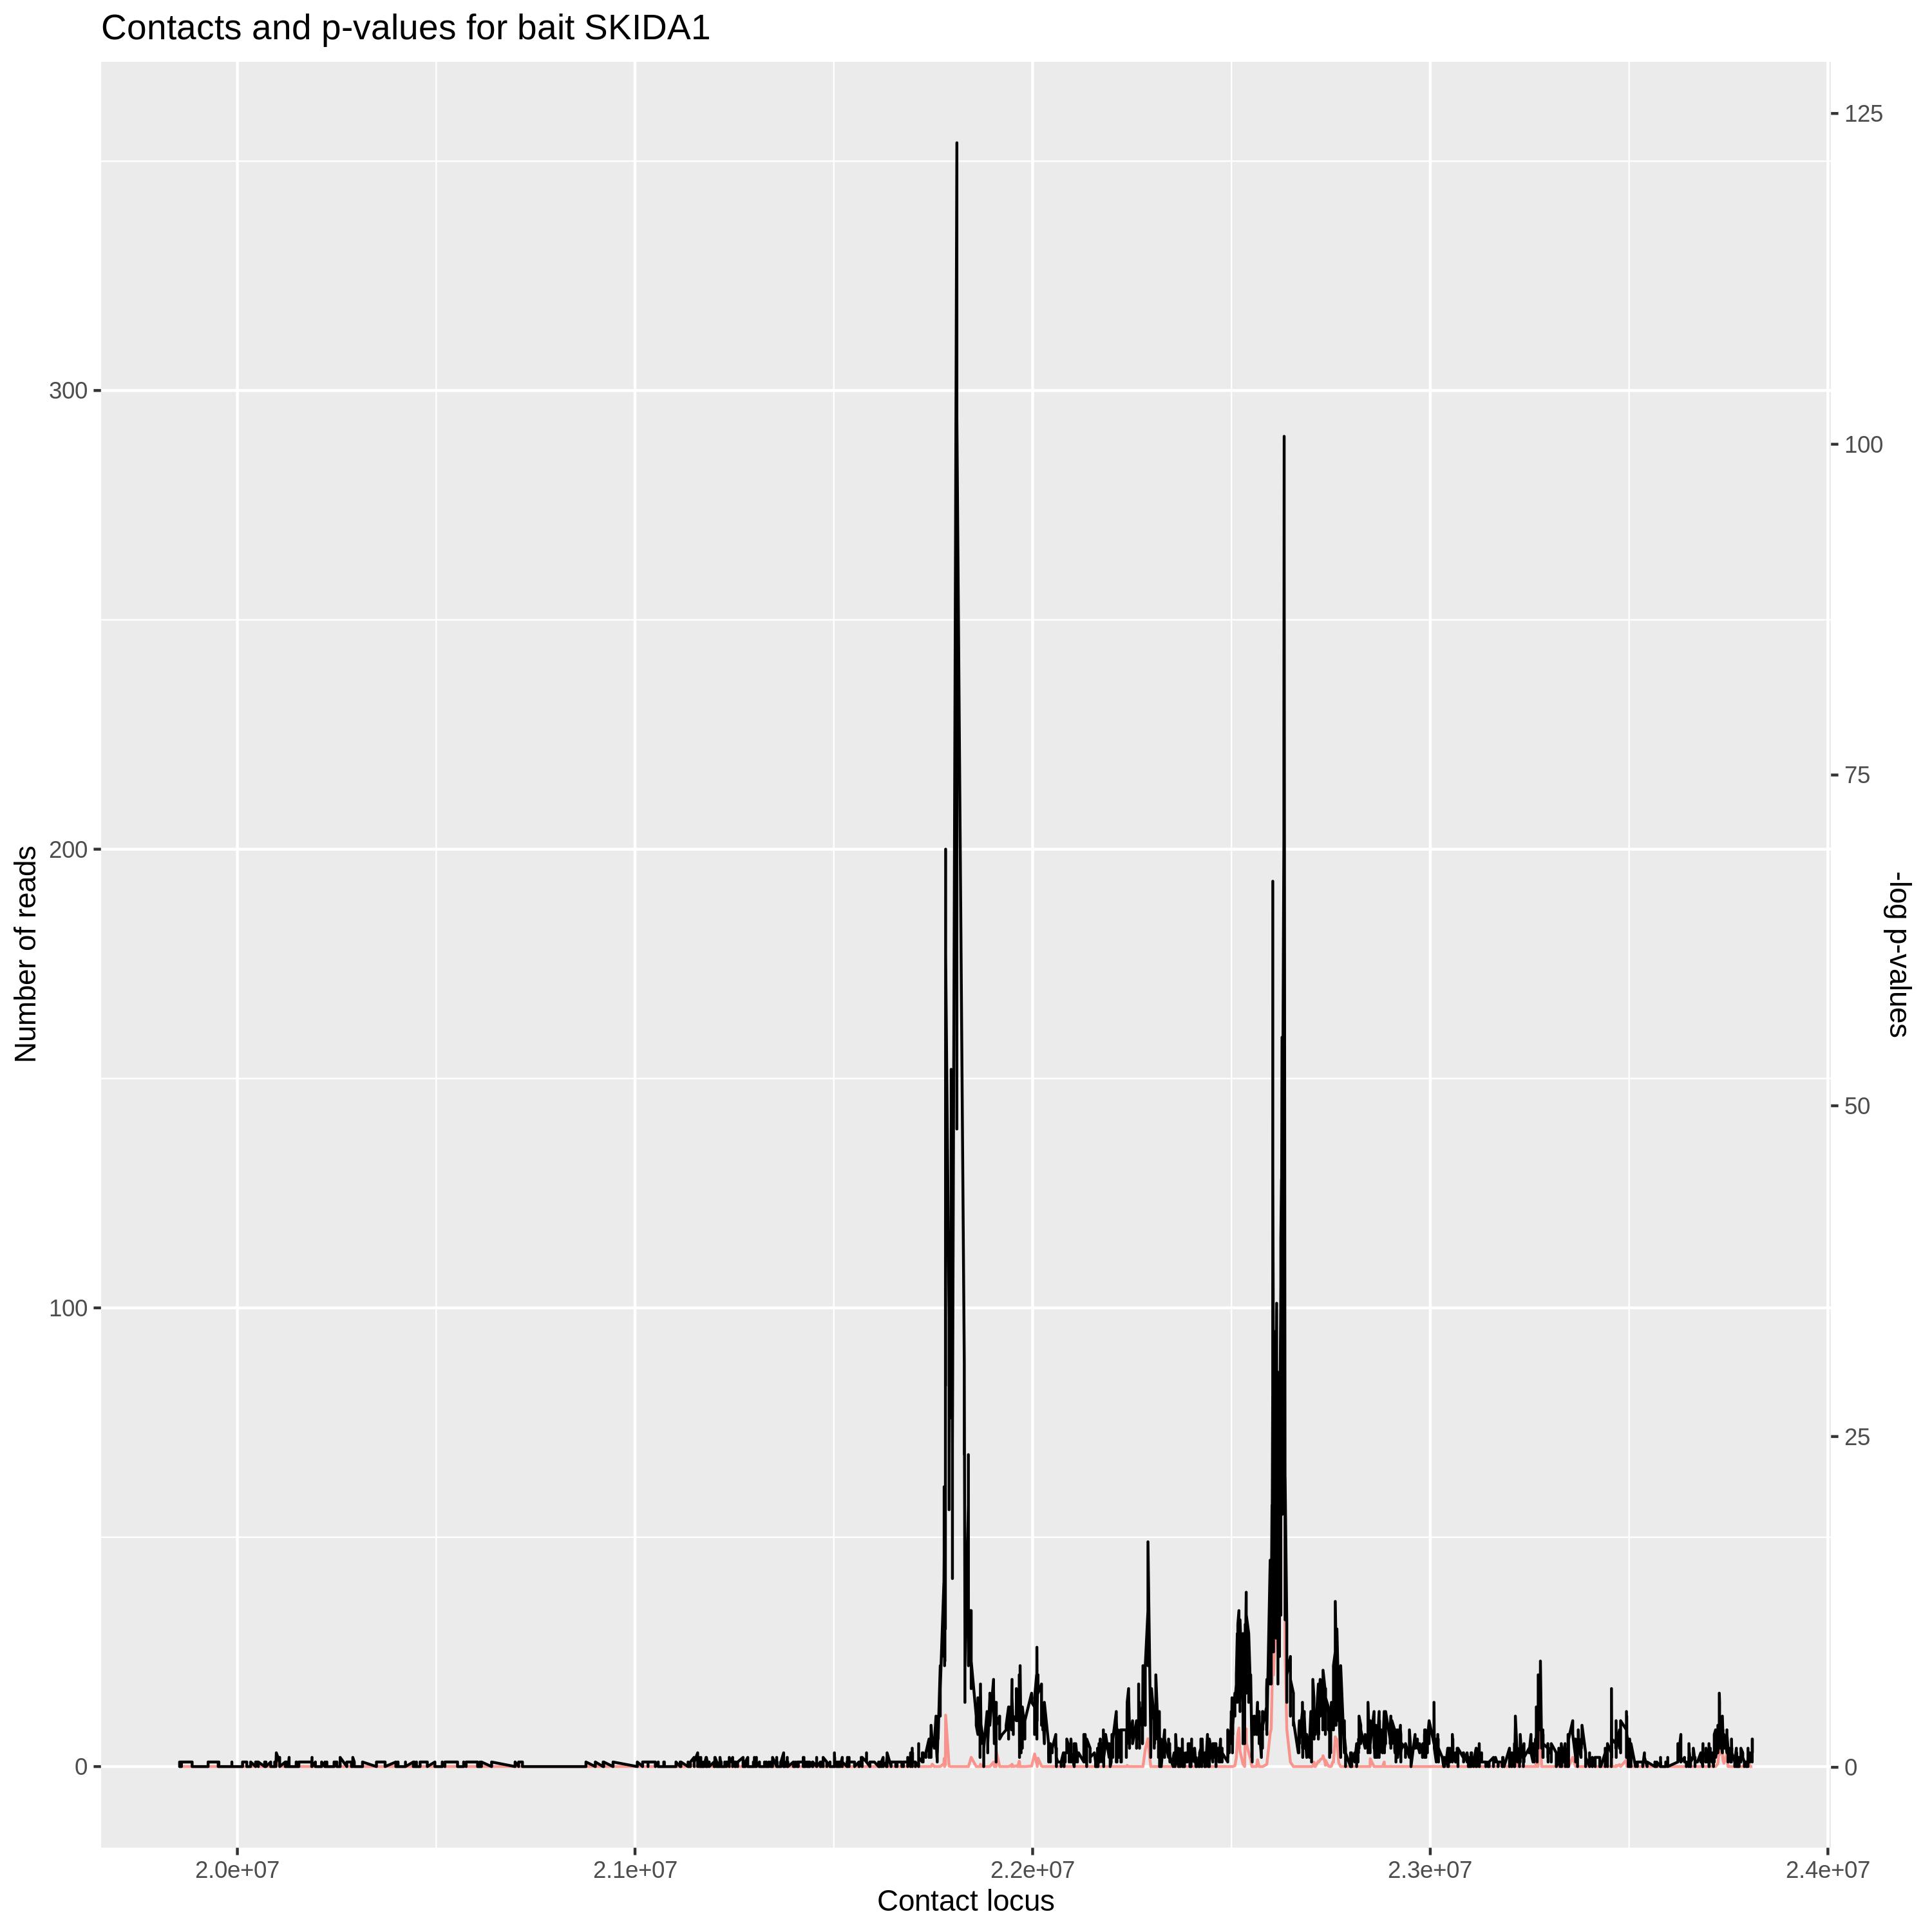 Contacts and p-values for bait SKIDA1
125
300
100
75
200
Number of reads
-log p-values
50
100
25
0
0
2.0e+07 2.1e+07 2.2e+07 2.3e+07 2.4e+07
Contact locus